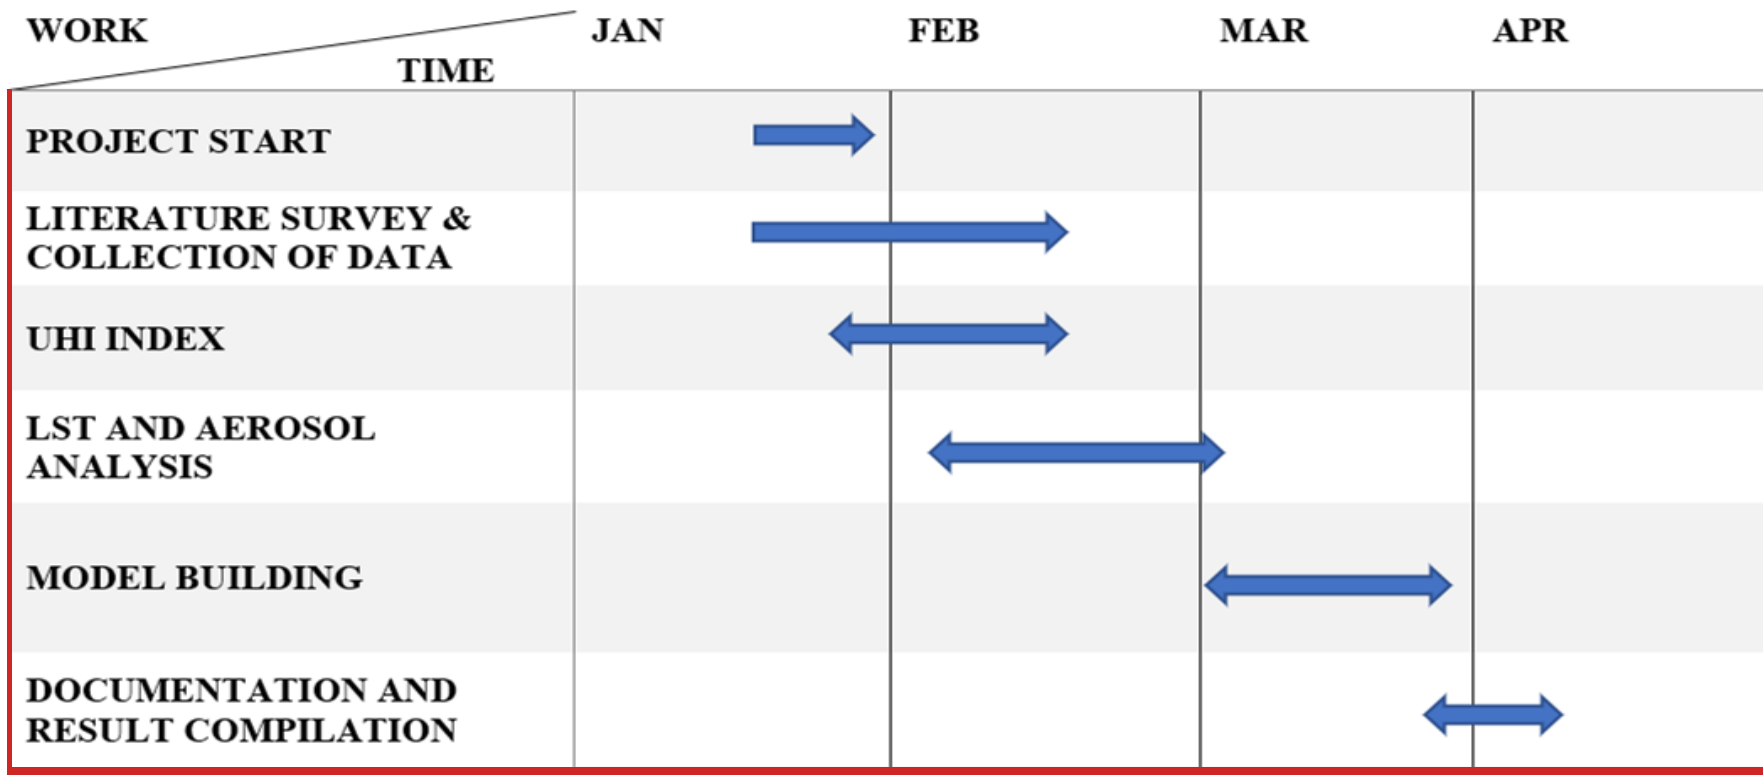 WORK
TIME
JAN
FEB
MAR
APR
PROJECT START
LITERATURE SURVEY &
COLLECTION OF DATA
UHI INDEX
LST AND AEROSOL
ANALYSIS
MODEL BUILDING
DOCUMENTATION AND
RESULT COMPILATION